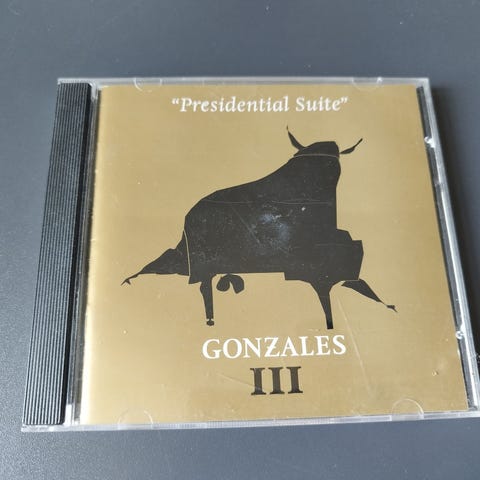 “Presidential Suite”
GONZALES
III